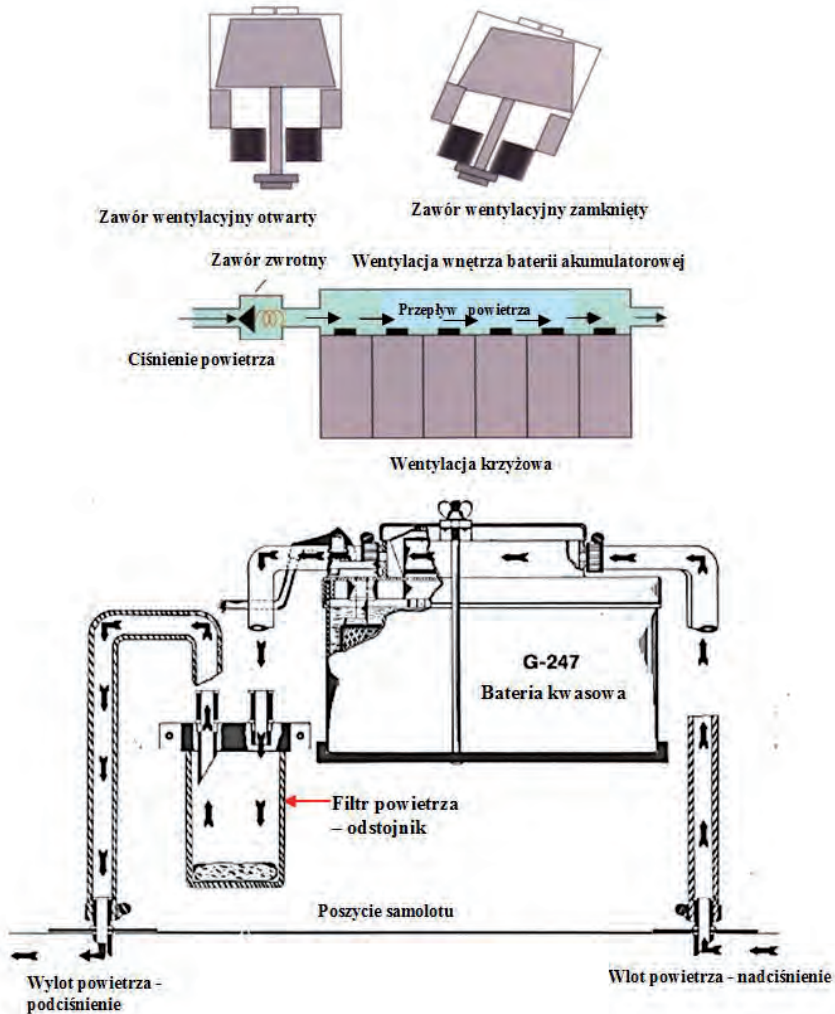 Zawór wentylacyjny otwarty
Zawór wentylacyjny zamknięty
Zawór zwrotny
Wentylacja wnętrza baterii akumulatorowej
Przepływ powietrza
Ciśnienie powietrza
Wentylacja krzyżowa
G-247
Bateria kwasowa
Filtr powietrza
– odstojnik
Poszycie samolotu
Wylot powietrza -
podciśnienie
Wlot powietrza - nadciśnienie